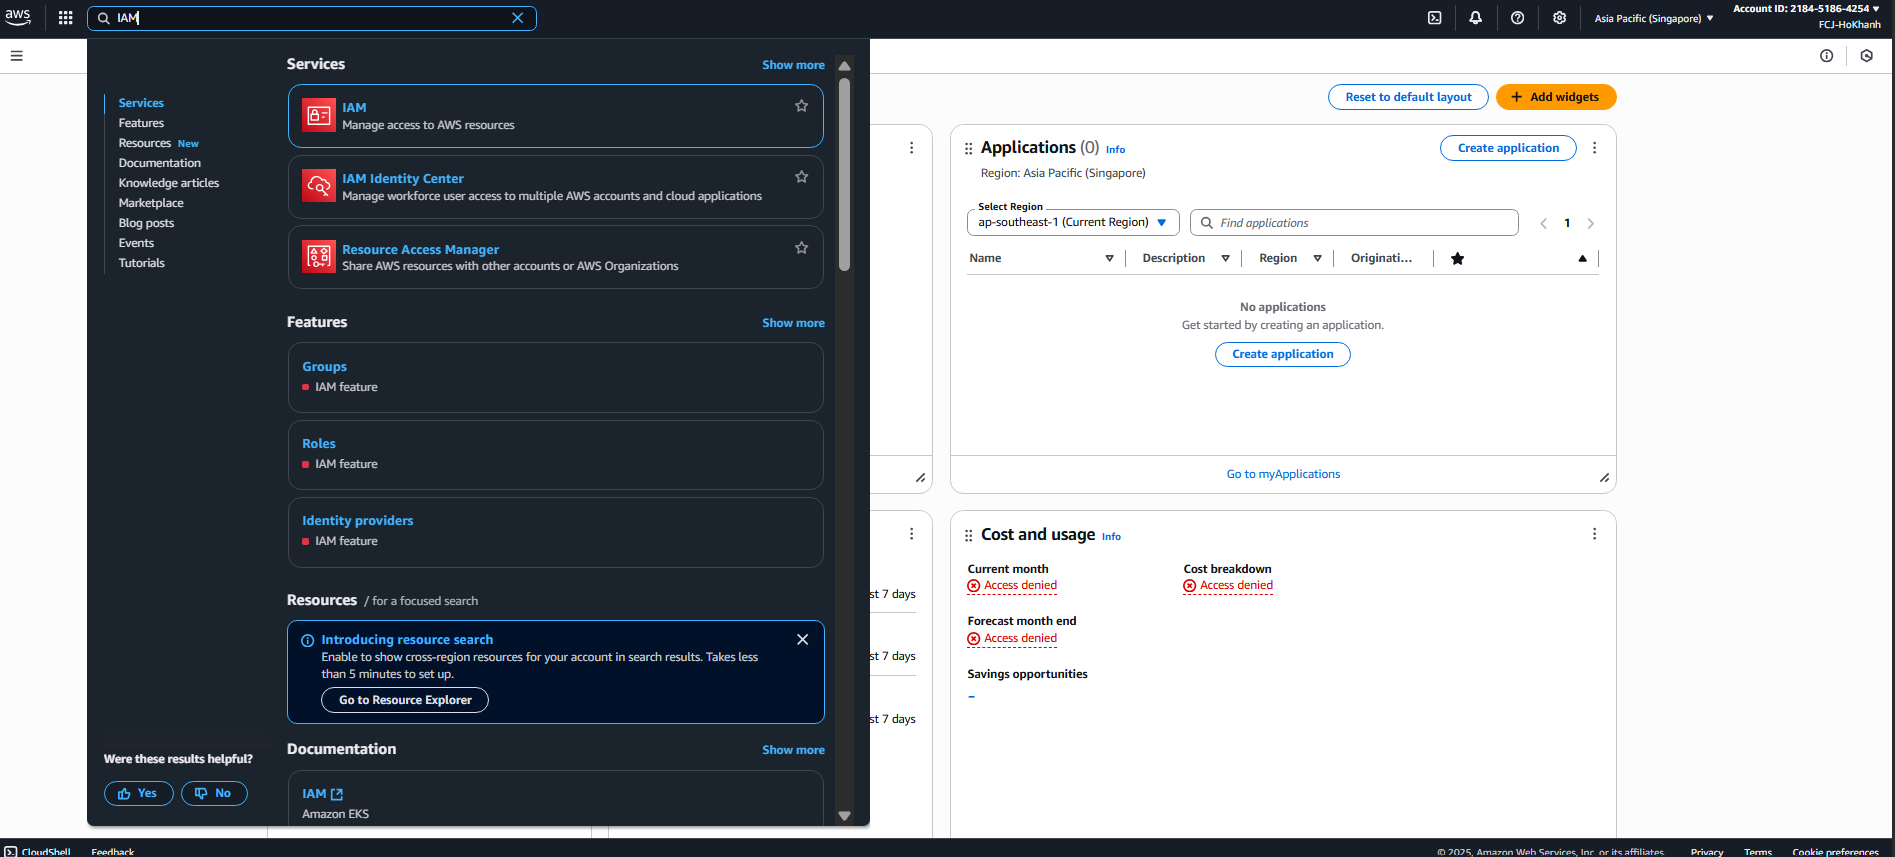 aws
IAM
Asia Pacific (Singapore)
Account ID: 2184-5186-4254
FCJ-HoKhanh
Services
Features
Resources New
Documentation
Knowledge articles
Marketplace
Blog posts
Events
Tutorials
Were these results helpful?
Yes
No
Services
Show more
IAM
Manage access to AWS resources
IAM Identity Center
Manage workforce user access to multiple AWS accounts and cloud applications
Resource Access Manager
Share AWS resources with other accounts or AWS Organizations
Features
Show more
Groups
IAM feature
Roles
IAM feature
Identity providers
IAM feature
Resources / for a focused search
Introducing resource search
Enable to show cross-region resources for your account in search results. Takes less
than 5 minutes to set up.
Go to Resource Explorer
Documentation
Show more
IAM
Amazon EKS
Reset to default layout
+ Add widgets
Applications (0) Info
Create application
Region: Asia Pacific (Singapore)
Select Region
ap-southeast-1 (Current Region)
Find applications
1
Name
Description
Region
Originati...
No applications
Get started by creating an application.
Create application
Go to myApplications
st 7 days
st 7 days
st 7 days
Cost and usage Info
Current month
Access denied
Cost breakdown
Access denied
Forecast month end
Access denied
Savings opportunities
–
CloudShell
Feedback
© 2025, Amazon Web Services, Inc. or its affiliates.
Privacy
Terms
Cookie preferences